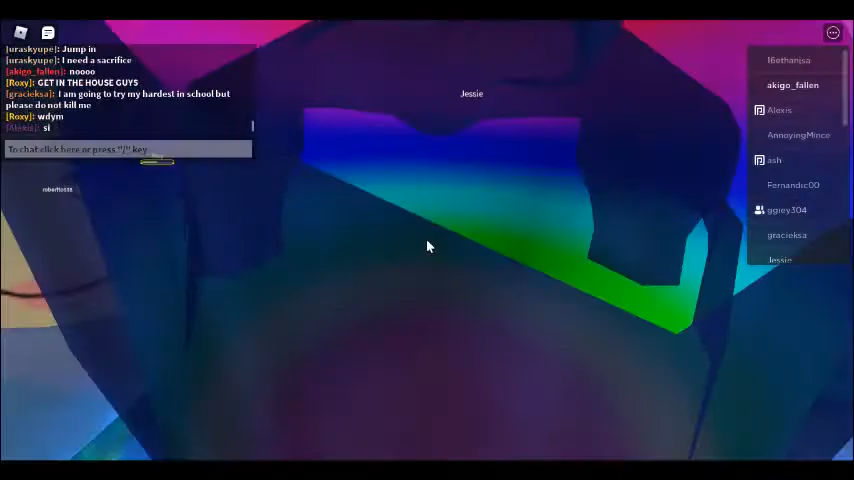 [uraskyupe]: Jump in
[uraskyupe]: I need a sacrifice
[akigo_fallen]: noooo
[Roxy]: GET IN THE HOUSE GUYS
[gracieksa]: I am going to try my hardest in school but
please do not kill me
[Roxy]: wdym
[Alexis]: si
To chat click here or press "/" key
Jessie
l6ethanjsa
akigo_fallen
Alexis
AnnoyingMince
ash
Fernandic00
ggiey304
gracieksa
Jessie